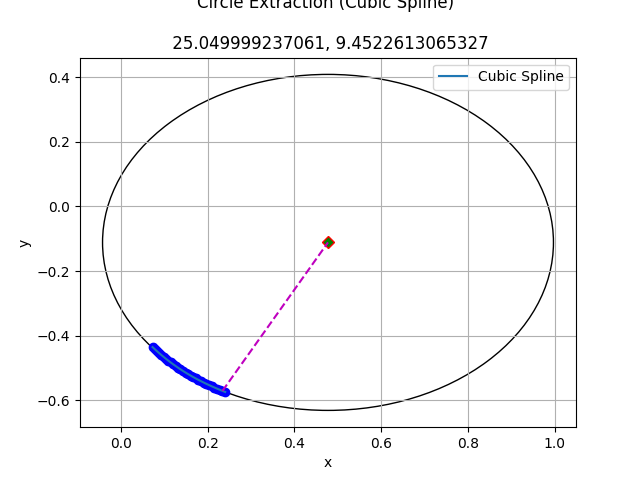 Circle Extraction (Cubic Spline)
25.049999237061, 9.4522613065327
Cubic Spline
0.4
0.2
0.0
−0.2
−0.4
−0.6
y
0.0 0.2 0.4 0.6 0.8 1.0
x